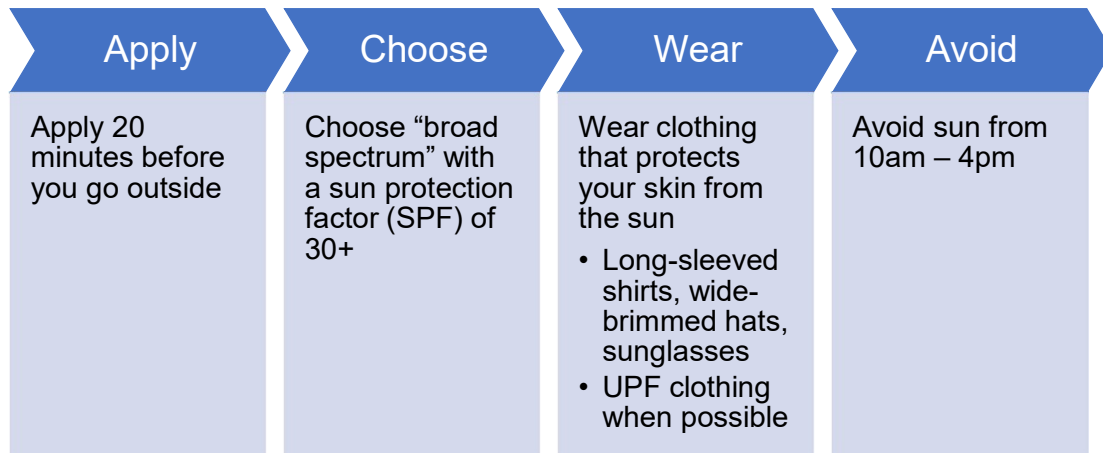 Apply
Apply 20
minutes before
you go outside
Choose
Choose “broad
spectrum” with
a sun protection
factor (SPF) of
30+
Wear
Wear clothing
that protects
your skin from
the sun
• Long-sleeved
shirts, wide-
brimmed hats,
sunglasses
• UPF clothing
when possible
Avoid
Avoid sun from
10am – 4pm